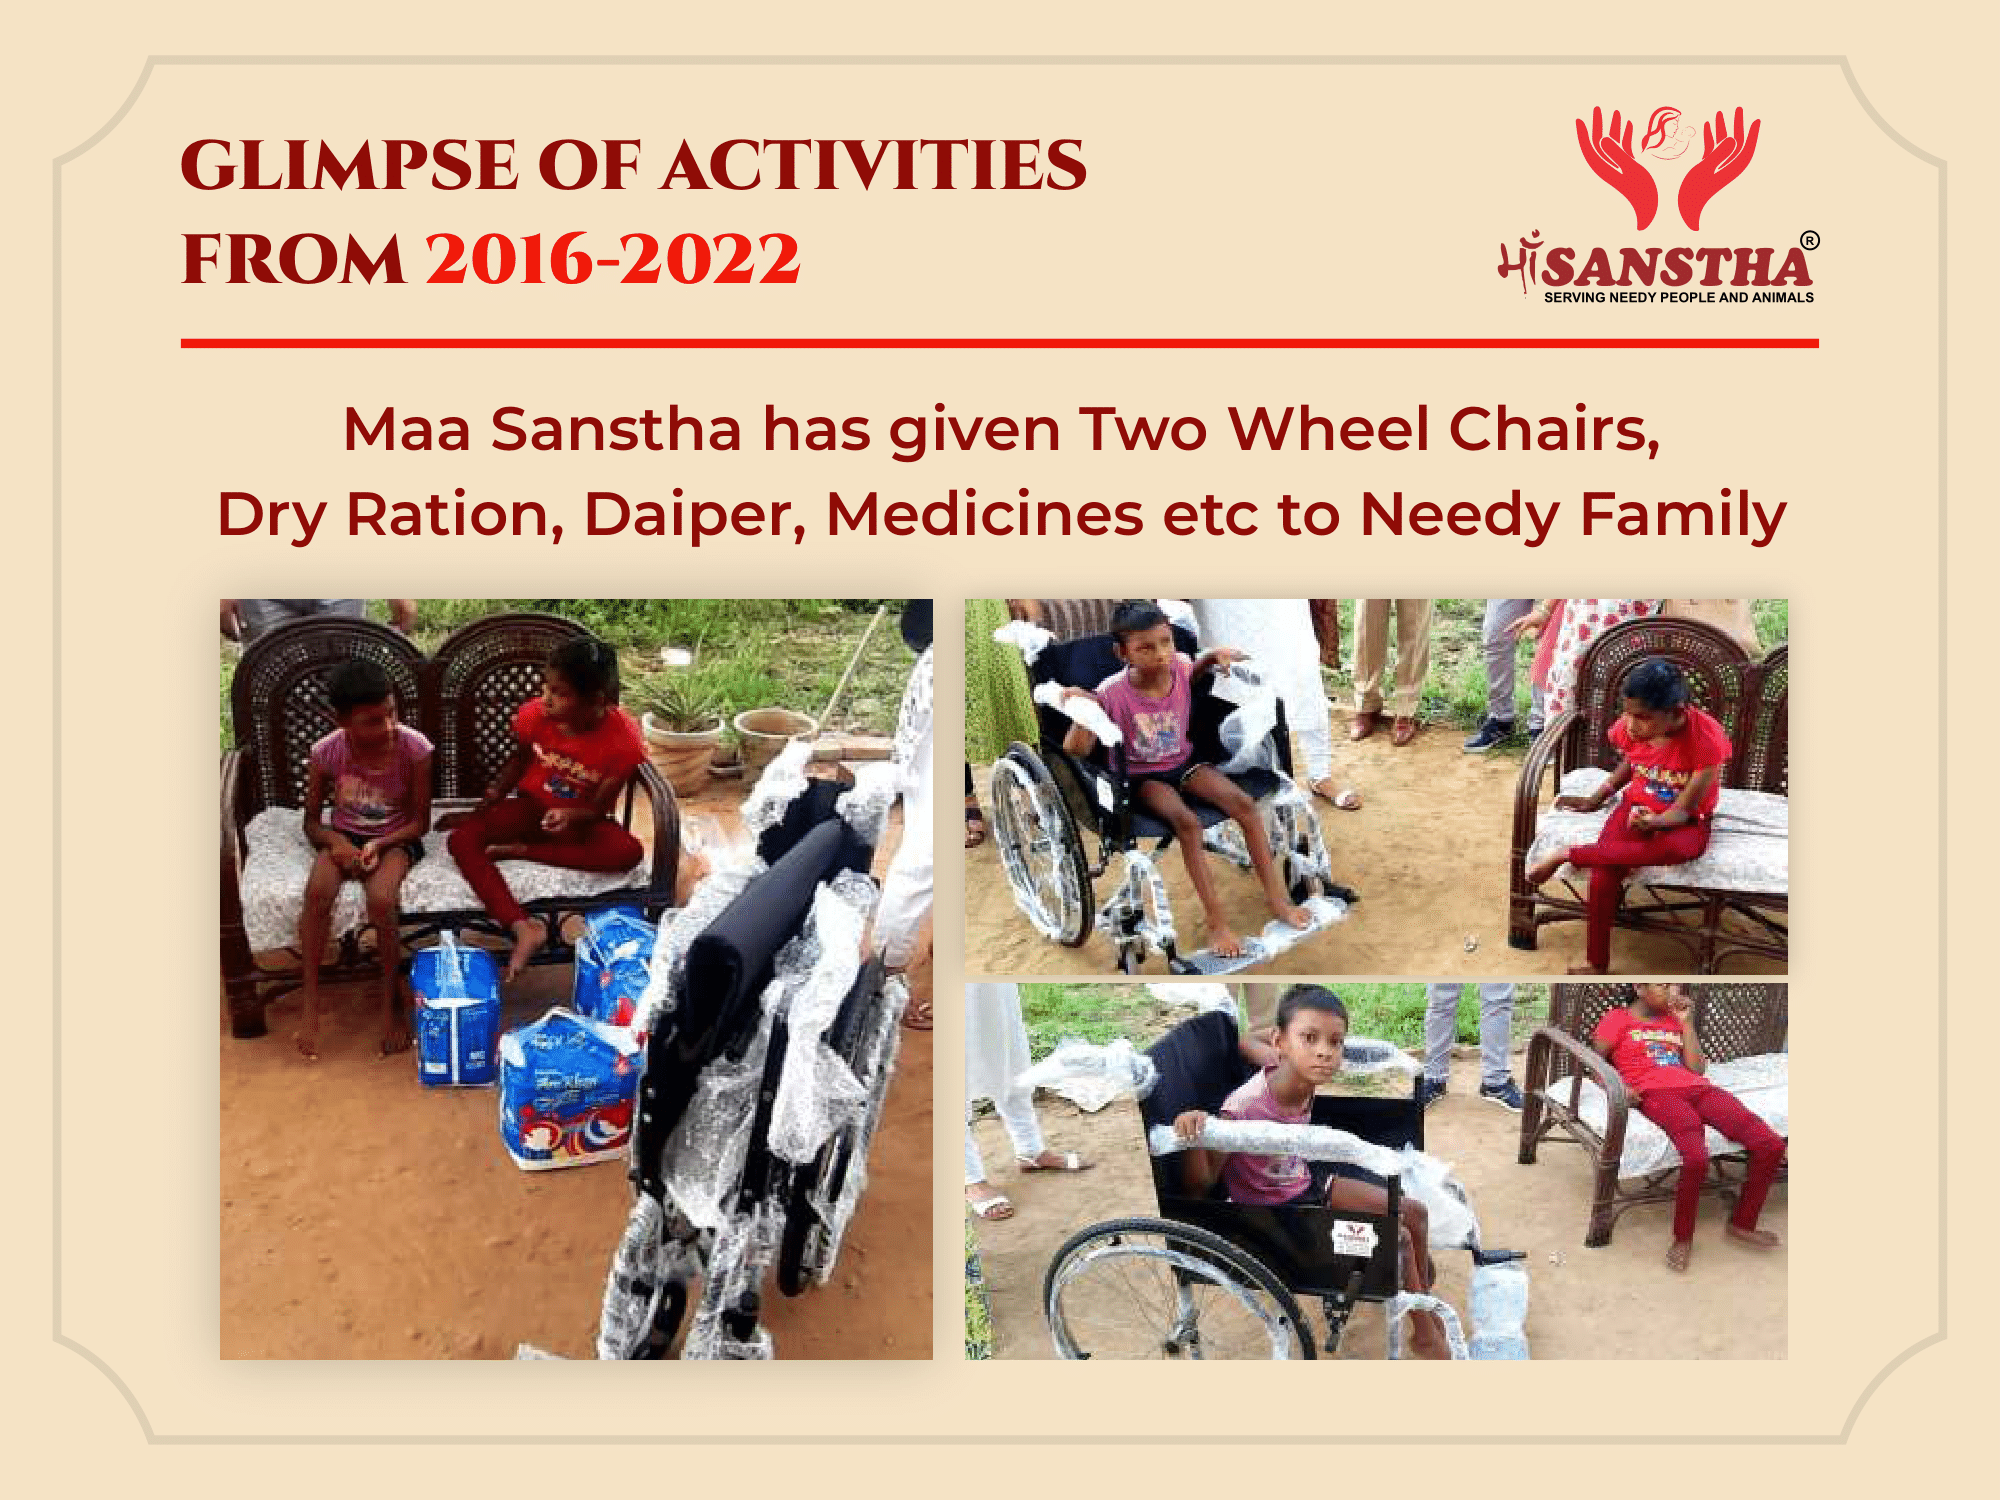 GLIMPSE OF ACTIVITIES
FROM 2016-2022
माँ SANSTHA®
SERVING NEEDY PEOPLE AND ANIMALS
Maa Sanstha has given Two Wheel Chairs,
Dry Ration, Daiper, Medicines etc to Needy Family